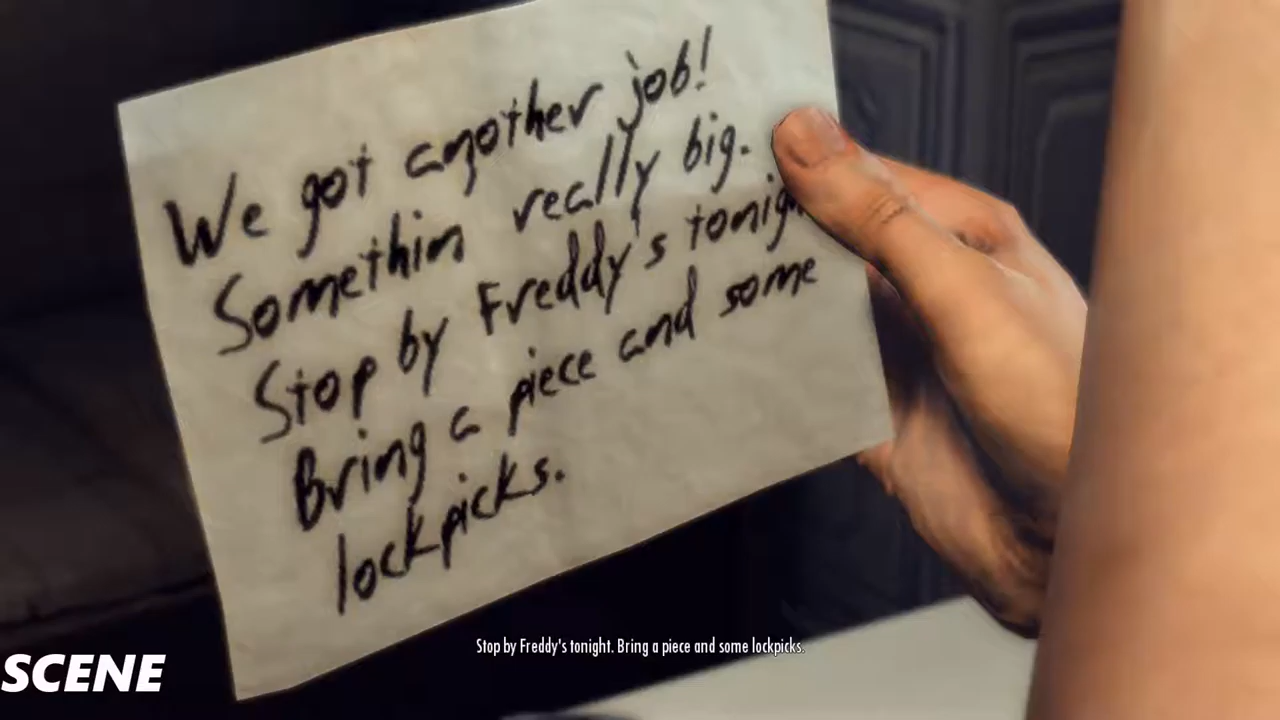 We got another job!
Somethin really big.
Stop by Freddy's tonigh
Bring a piece and some
lockpicks.
Stop by Freddy's tonight. Bring a piece and some lockpicks.
SCENE